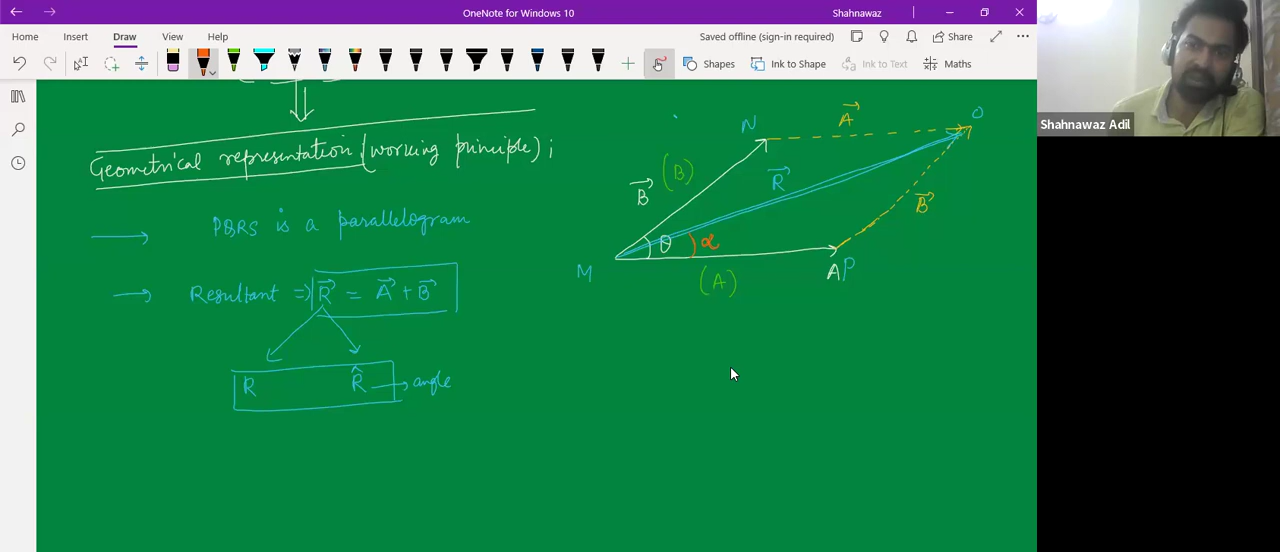 OneNote for Windows 10
Shahnawaz
Home Insert Draw View Help
Saved offline (sign-in required)
Share
Shapes
Ink to Shape
Ink to Text
Maths
Shahnawaz Adil
Geometrical representation (working principle) ;
PQRS is a parallelogram
Resultant ⇒ R⃗ = A⃗ + B⃗
R R̂ → angle
N A⃗ O
(B)
B⃗
R⃗
B⃗
θ α
M
(A)
A P